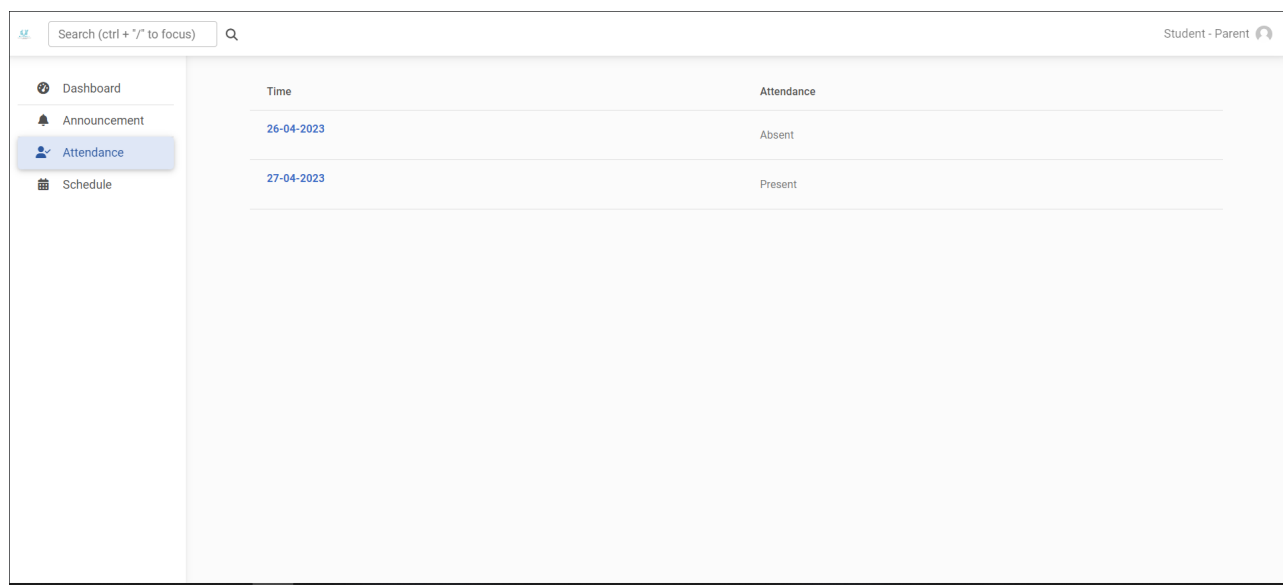 Search (ctrl + "/" to focus)
Student - Parent
Dashboard
Announcement
Attendance
Schedule
Time Attendance
26-04-2023 Absent
27-04-2023 Present